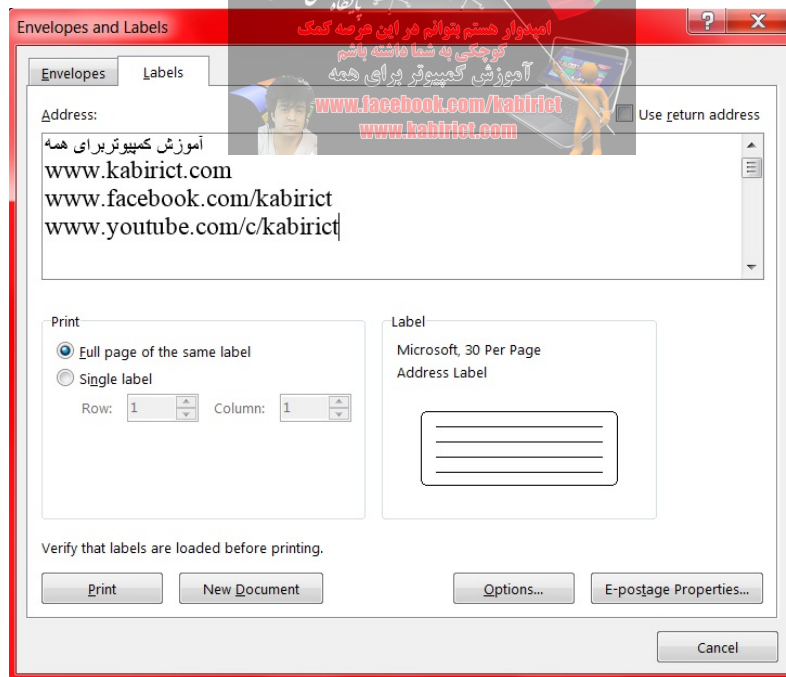 پایگاه
Envelopes and Labels
امیدوار هستم بتوانم در این عرصه کمک
کوچکی به شما داشته باشم
آموزش کمپیوتر برای همه
www.facebook.com/kabirict
www.kabirict.com
Envelopes
Labels
Address:
Use return address
آموزش کمپیوتربرای همه
www.kabirict.com
www.facebook.com/kabirict
www.youtube.com/c/kabirict
Print
Full page of the same label
Single label
Row: 1 Column: 1
Label
Microsoft, 30 Per Page
Address Label
Verify that labels are loaded before printing.
Print
New Document
Options...
E-postage Properties...
Cancel